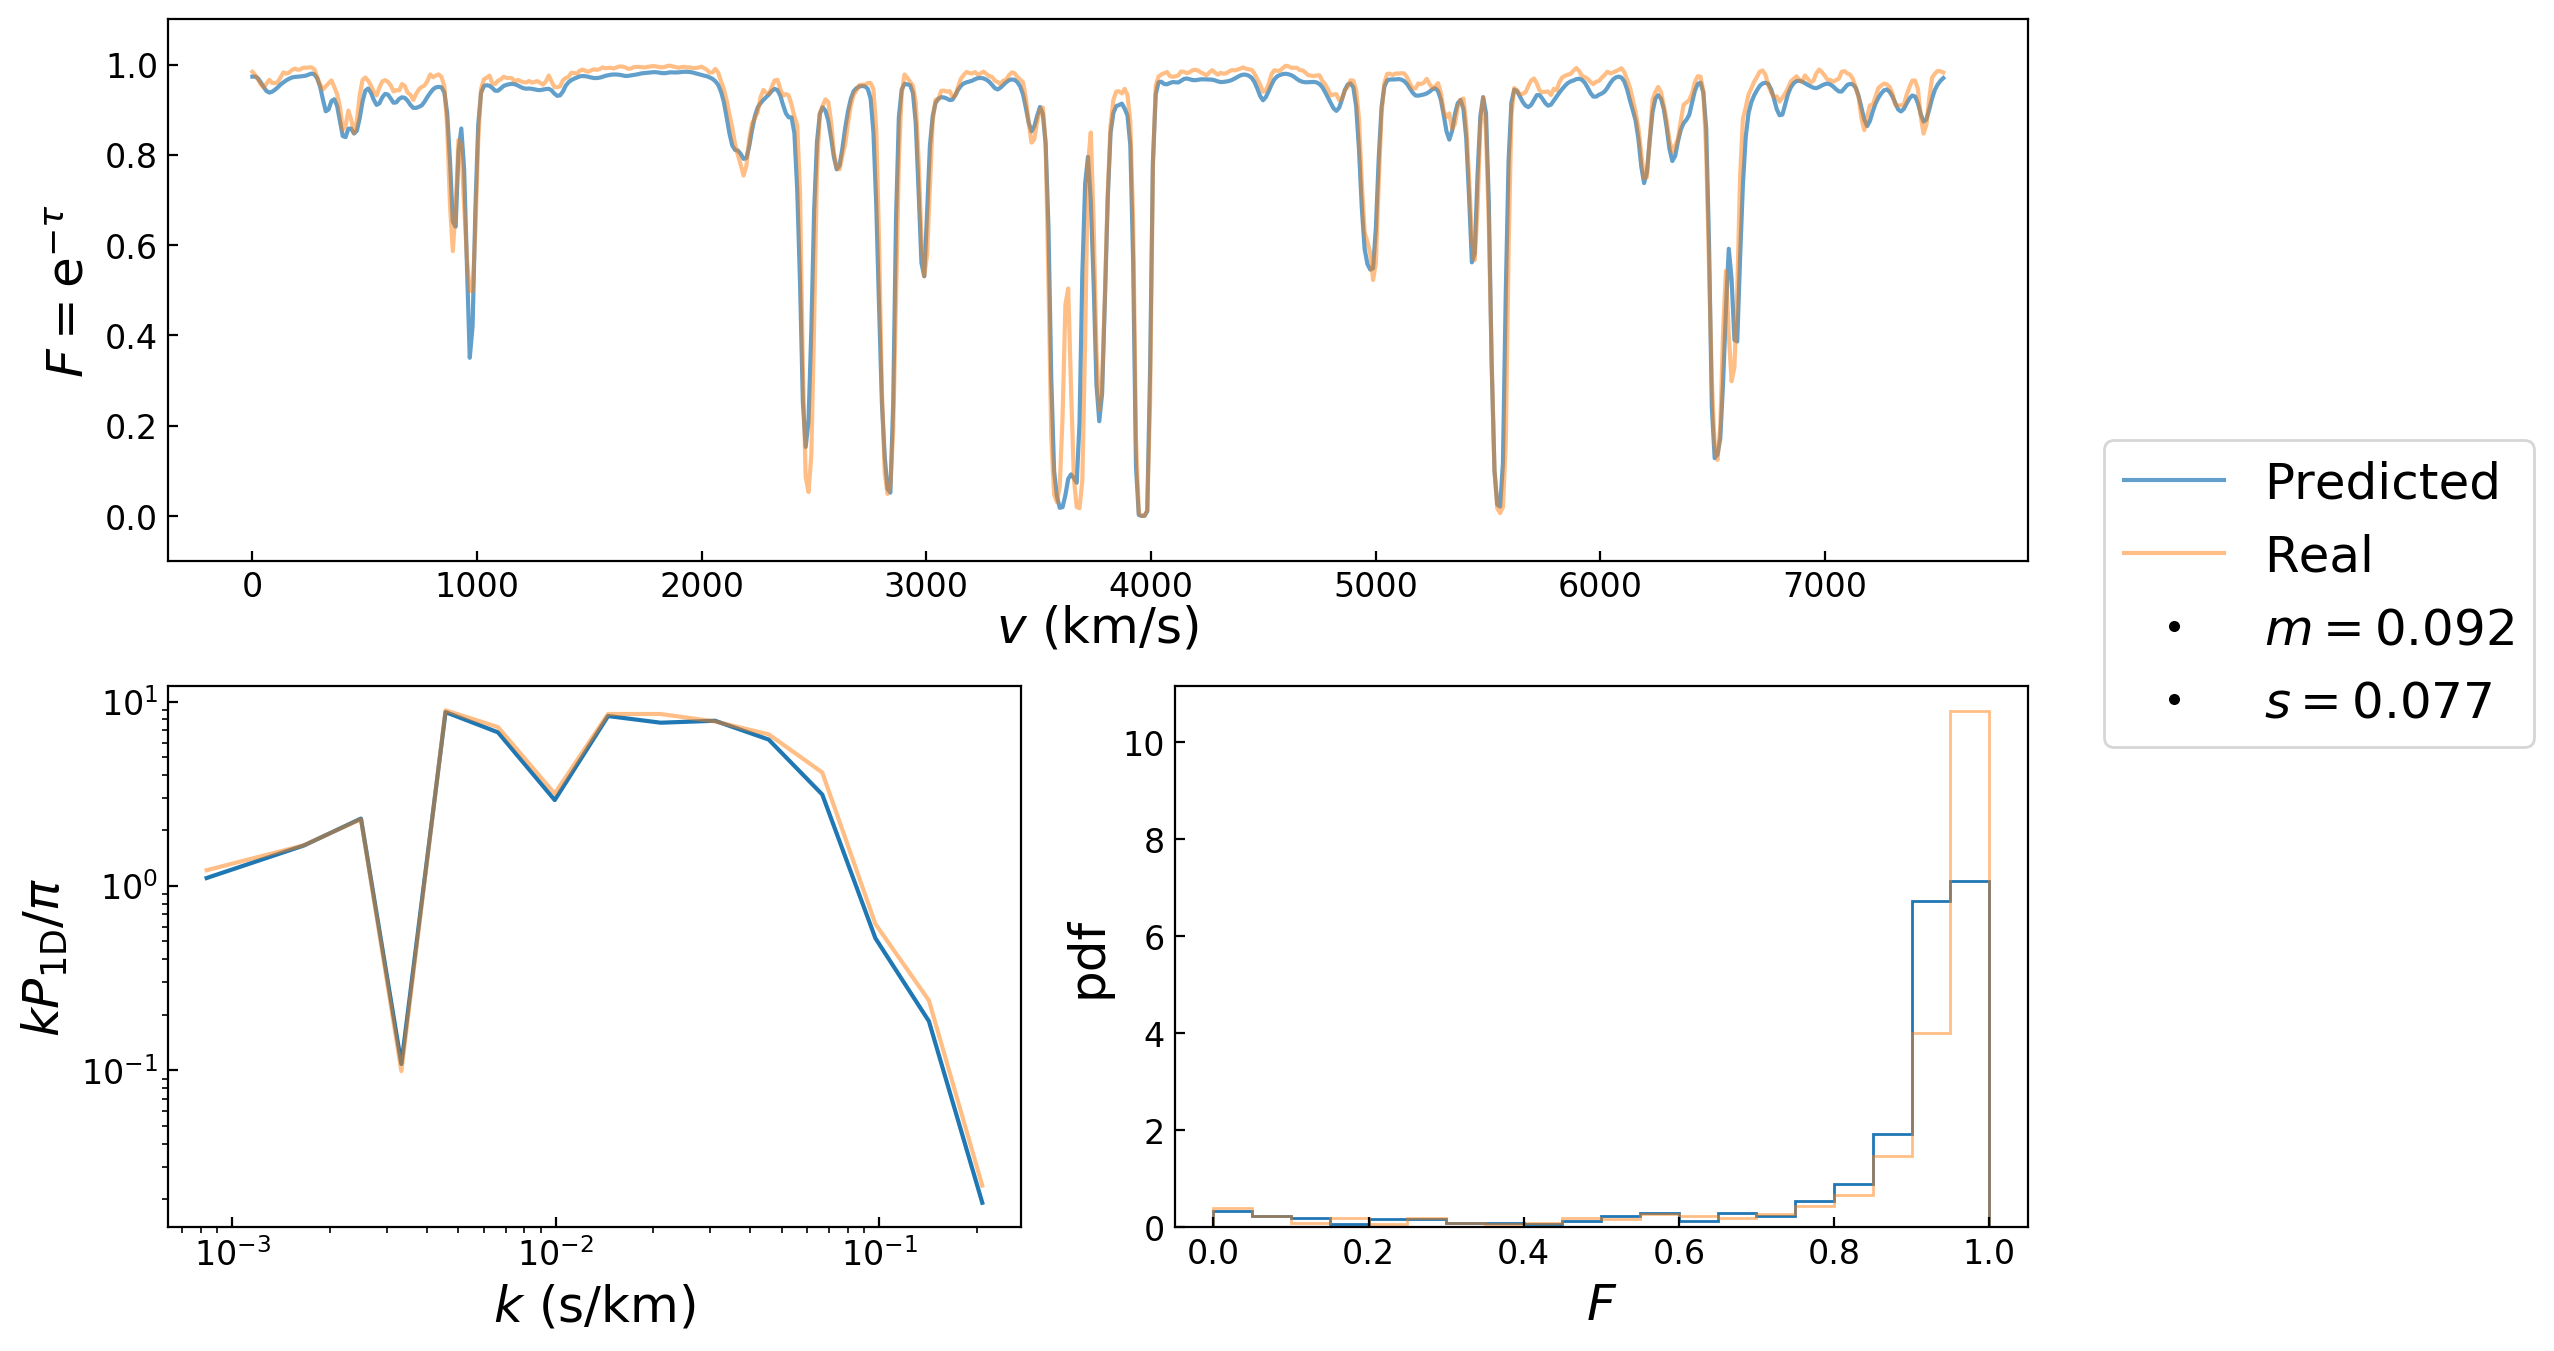 1.0
0.8
0.6
0.4
0.2
0.0
F = e^{−τ}
0 1000 2000 3000 4000 5000 6000 7000
v (km/s)
Predicted
Real
m = 0.092
s = 0.077
10^1
10^0
10^{−1}
kP_{1D}/π
10^{−3} 10^{−2} 10^{−1}
k (s/km)
10
8
6
4
2
0
pdf
0.0 0.2 0.4 0.6 0.8 1.0
F